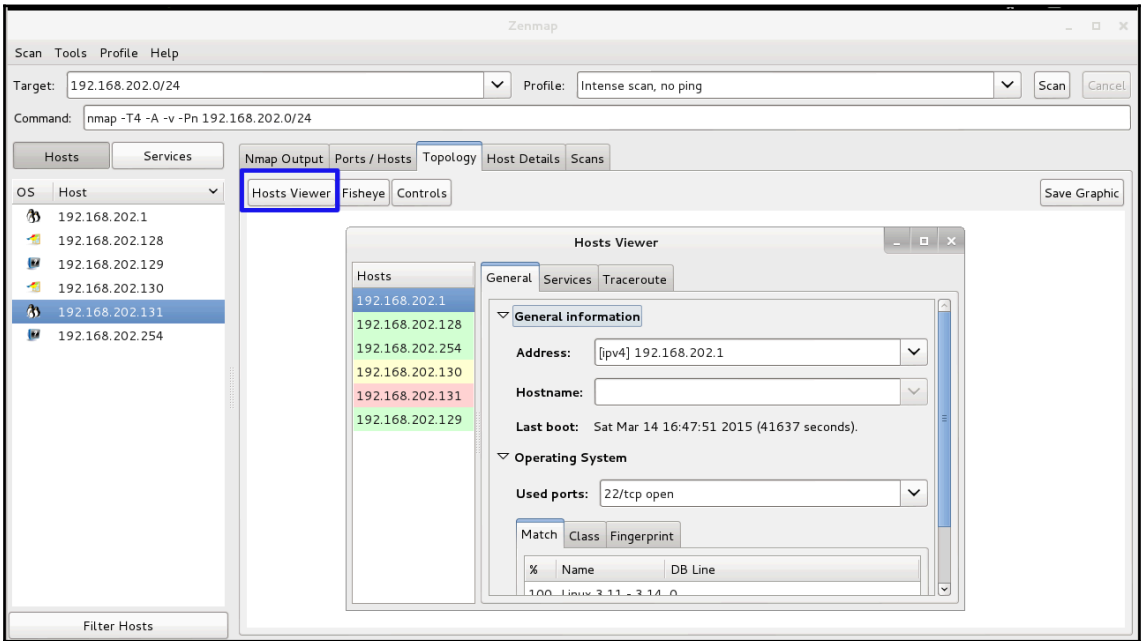 Zenmap
Scan Tools Profile Help
Target: 192.168.202.0/24 Profile: Intense scan, no ping Scan Cancel
Command: nmap -T4 -A -v -Pn 192.168.202.0/24
Hosts Services
Nmap Output Ports / Hosts Topology Host Details Scans
OS Host
Hosts Viewer Fisheye Controls Save Graphic
192.168.202.1
192.168.202.128
192.168.202.129
192.168.202.130
192.168.202.131
192.168.202.254
Filter Hosts
Hosts Viewer
Hosts
192.168.202.1
192.168.202.128
192.168.202.254
192.168.202.130
192.168.202.131
192.168.202.129
General Services Traceroute
General information
Address: [ipv4] 192.168.202.1
Hostname:
Last boot: Sat Mar 14 16:47:51 2015 (41637 seconds).
Operating System
Used ports: 22/tcp open
Match Class Fingerprint
% Name DB Line
100 Linux 3.11 - 3.14 0